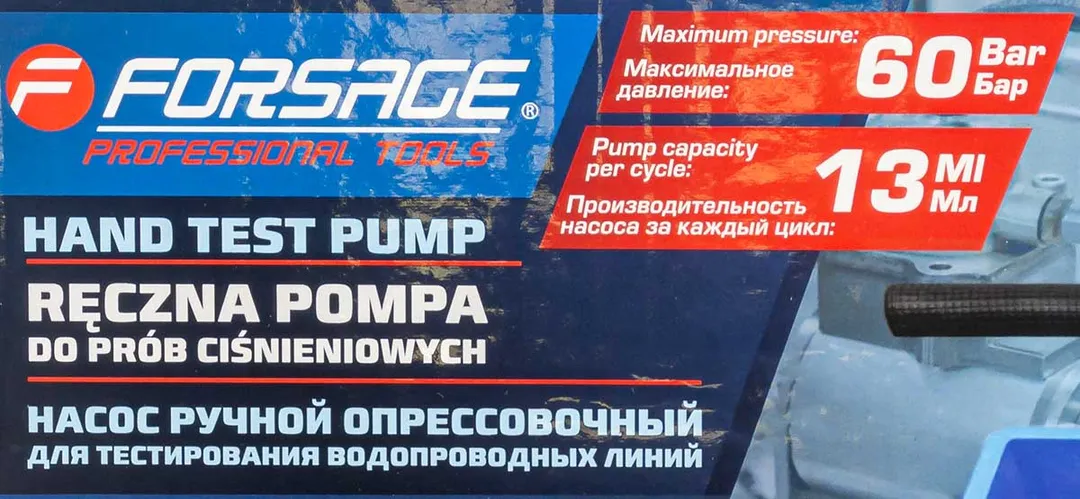 F FORSAGE®
PROFESSIONAL TOOLS
HAND TEST PUMP
RĘCZNA POMPA
DO PRÓB CIŚNIENIOWYCH
НАСОС РУЧНОЙ ОПРЕССОВОЧНЫЙ
ДЛЯ ТЕСТИРОВАНИЯ ВОДОПРОВОДНЫХ ЛИНИЙ
Maximum pressure:
Максимальное
давление:
60 Bar
Бар
Pump capacity
per cycle:
Производительность
насоса за каждый цикл:
13 Ml
Мл